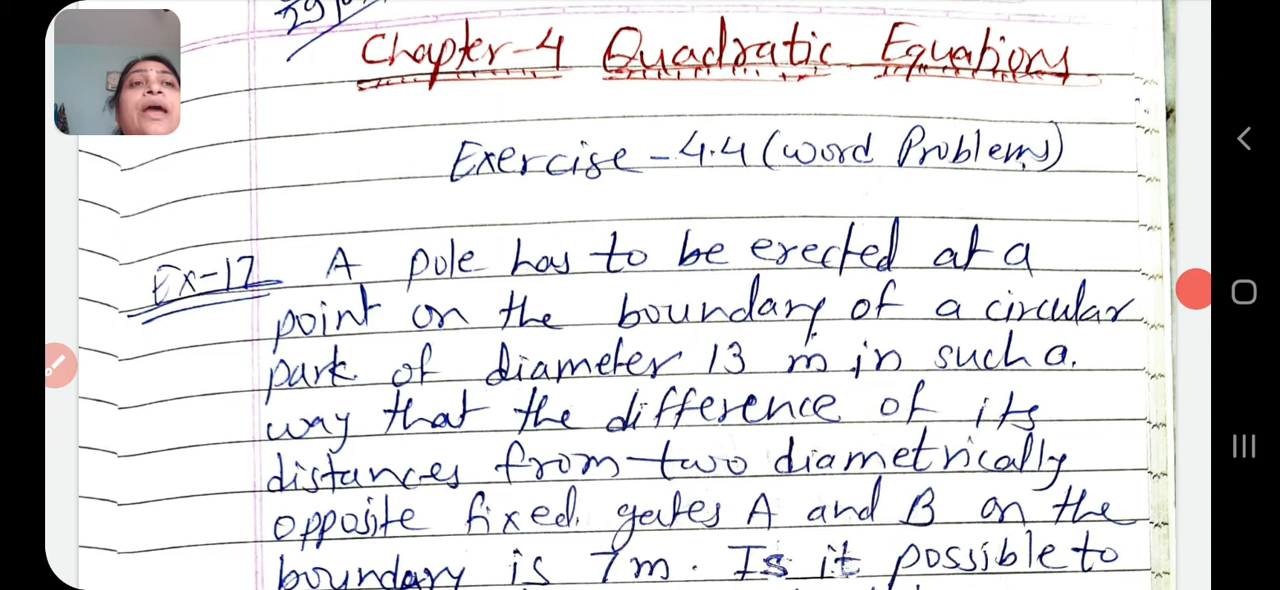 Chapter-4 Quadratic Equations
Exercise-4.4 (word Problems)
Ex-17 A pole has to be erected at a
point on the boundary of a circular
park of diameter 13 m in such a.
way that the difference of its
distances from two diametrically
opposite fixed. gates A and B on the
boundary is 7m. Is it possible to